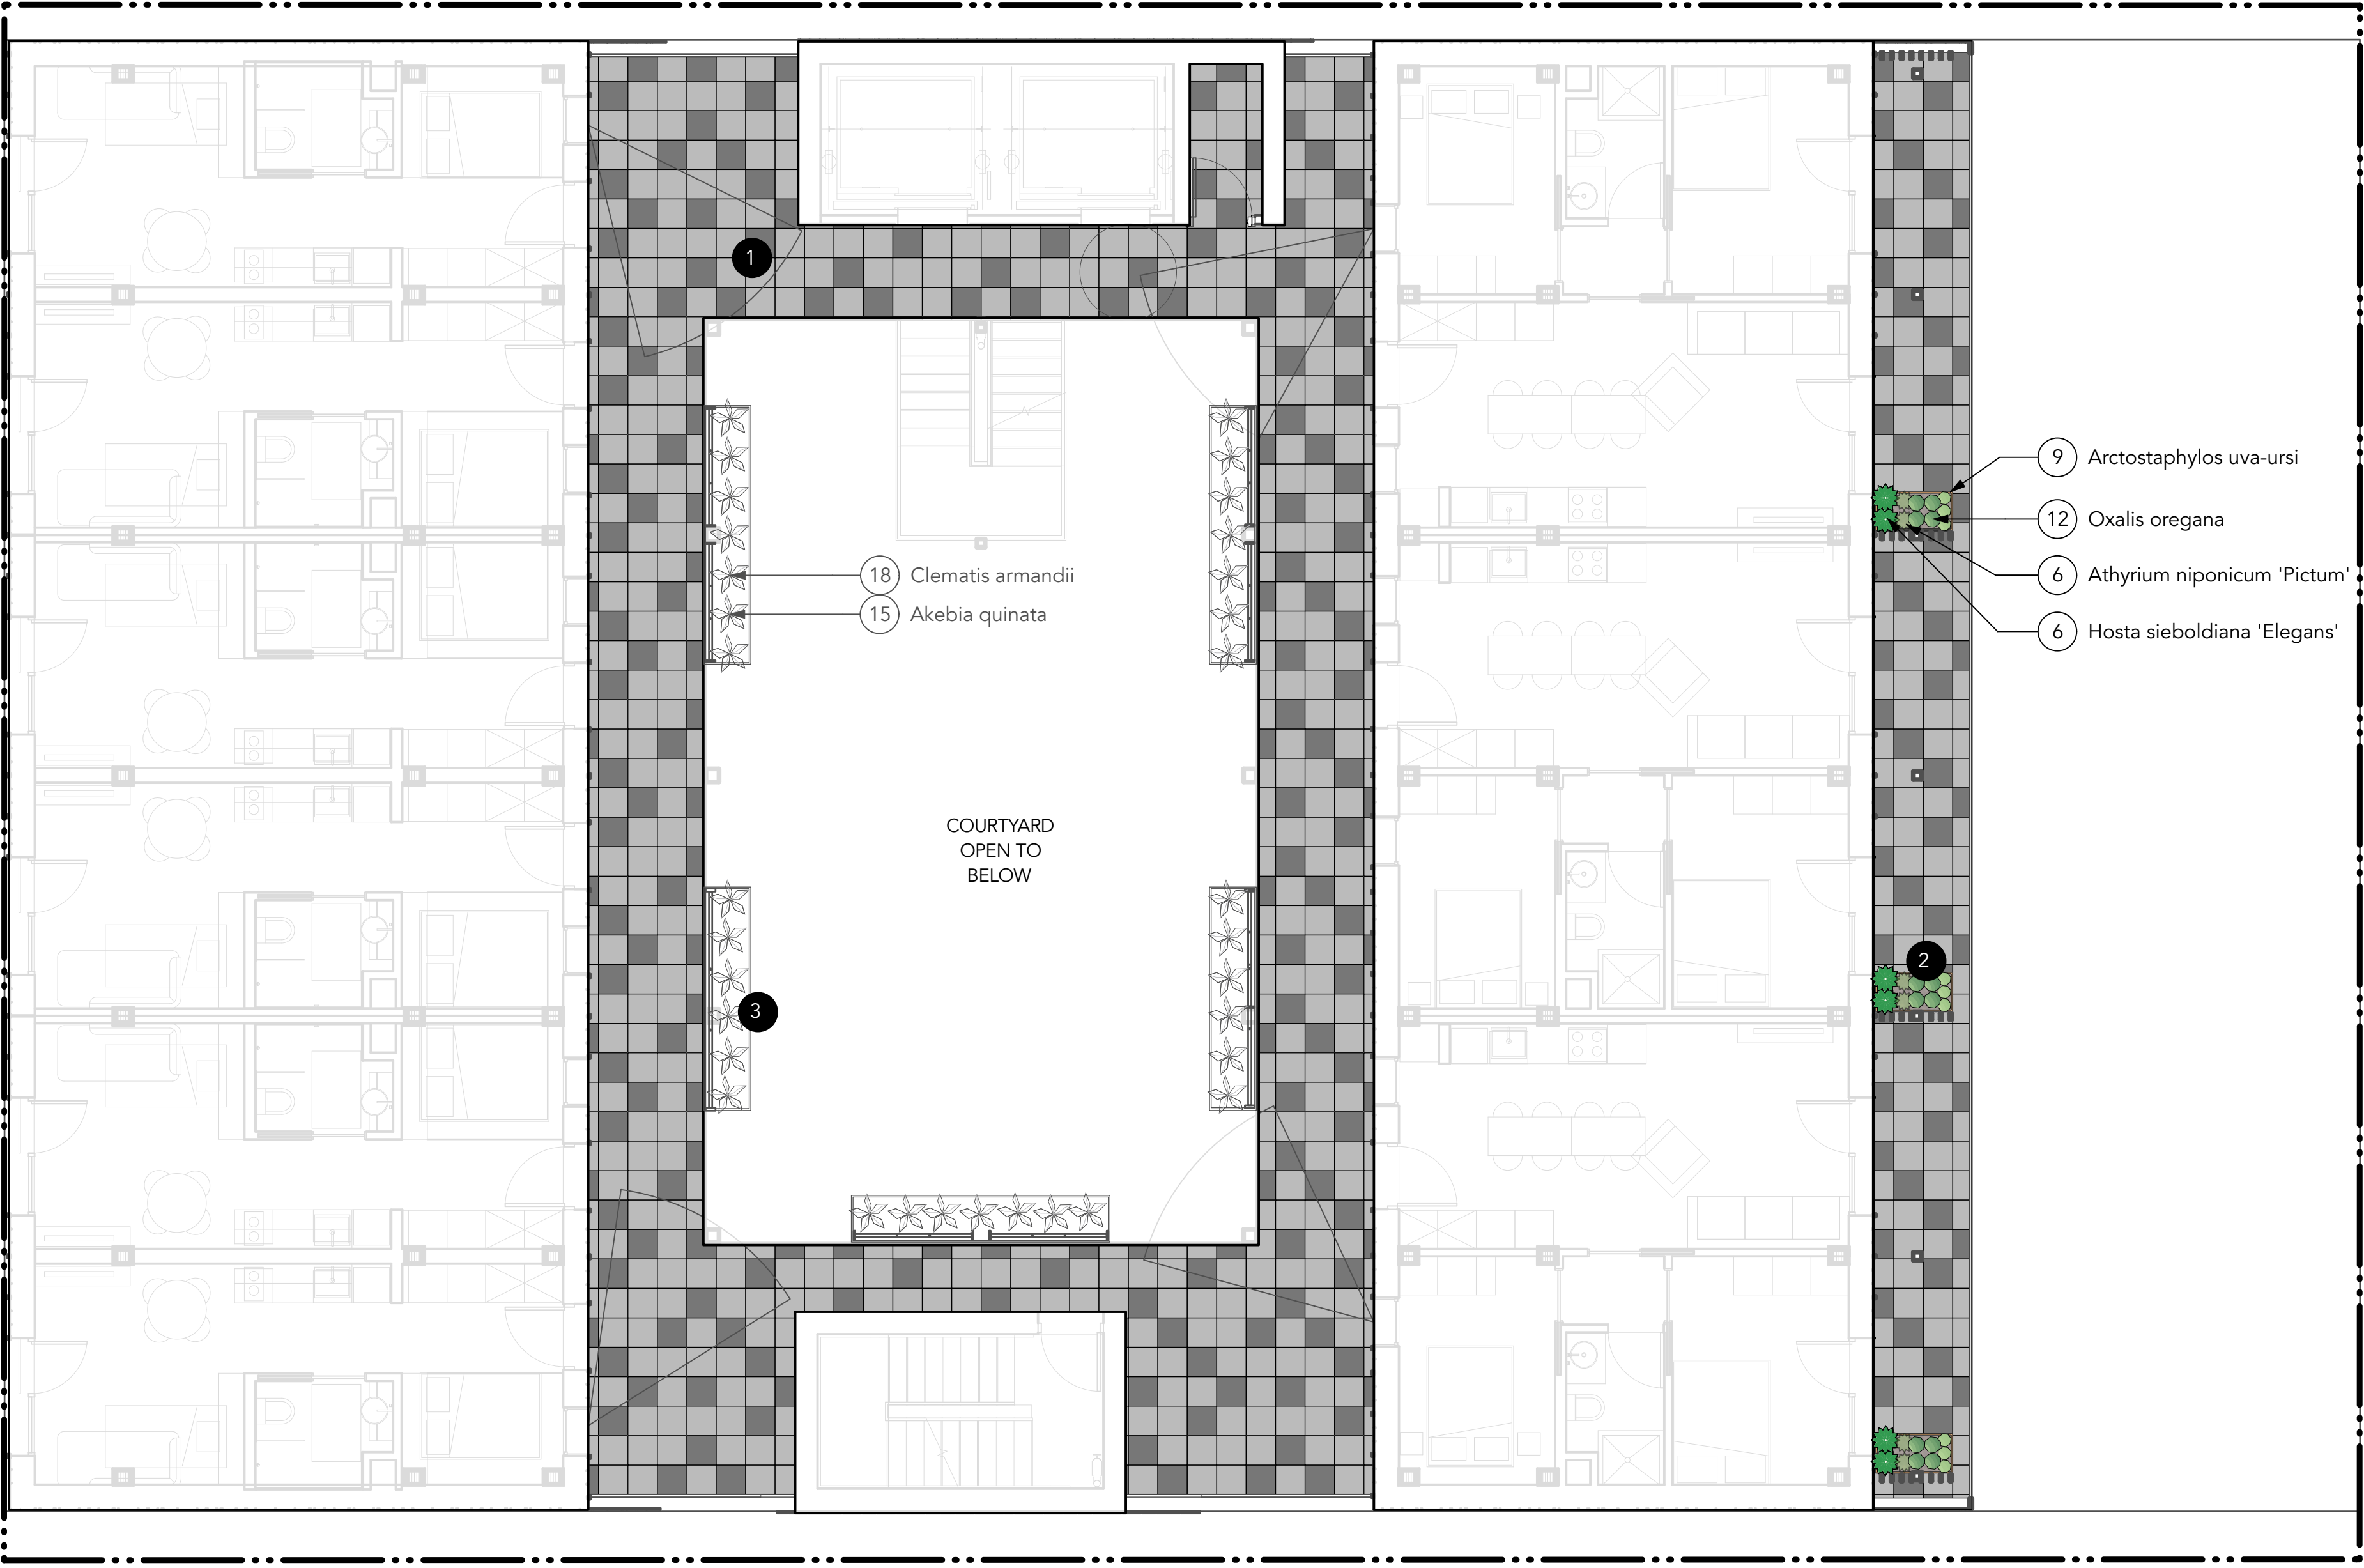 1
9 Arctostaphylos uva-ursi
12 Oxalis oregana
18 Clematis armandii
6 Athyrium niponicum 'Pictum'
15 Akebia quinata
6 Hosta sieboldiana 'Elegans'
COURTYARD
OPEN TO
BELOW
2
3